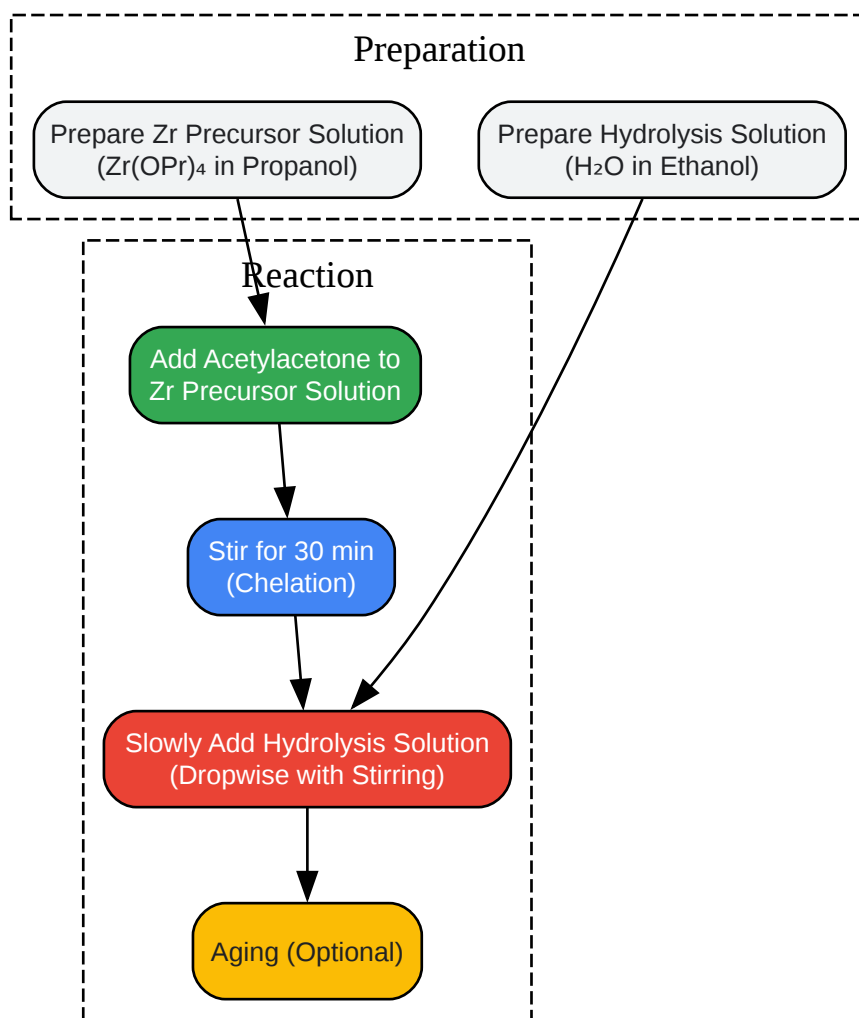 Preparation
Prepare Zr Precursor Solution
(Zr(OPr)₄ in Propanol)
Prepare Hydrolysis Solution
(H₂O in Ethanol)
Reaction
Add Acetylacetone to
Zr Precursor Solution
Stir for 30 min
(Chelation)
Slowly Add Hydrolysis Solution
(Dropwise with Stirring)
Aging (Optional)